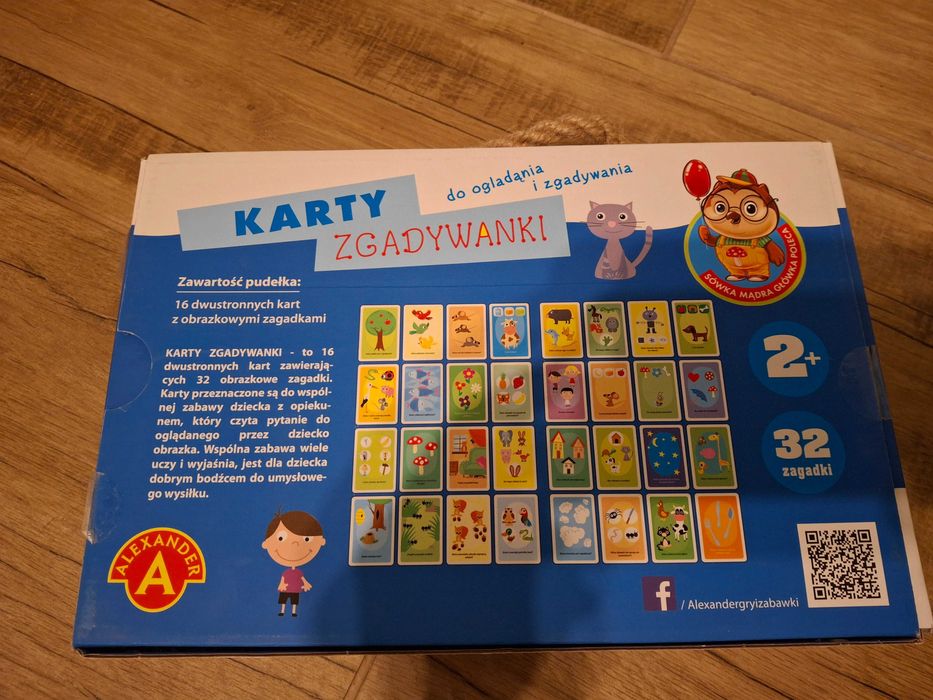 KARTY
ZGADYWANKI
do oglądania
i zgadywania
SÓWKA MĄDRA GŁÓWKA POLECA
Zawartość pudełka:
16 dwustronnych kart
z obrazkowymi zagadkami
KARTY ZGADYWANKI - to 16
dwustronnych kart zawierają-
cych 32 obrazkowe zagadki.
Karty przeznaczone są do wspól-
nej zabawy dziecka z opieku-
nem, który czyta pytanie do
oglądanego przez dziecko
obrazka. Wspólna zabawa wiele
uczy i wyjaśnia, jest dla dziecka
dobrym bodźcem do umysłowe-
go wysiłku.
2+
32
zagadki
ALEXANDER
A
f / Alexandergryizabawki